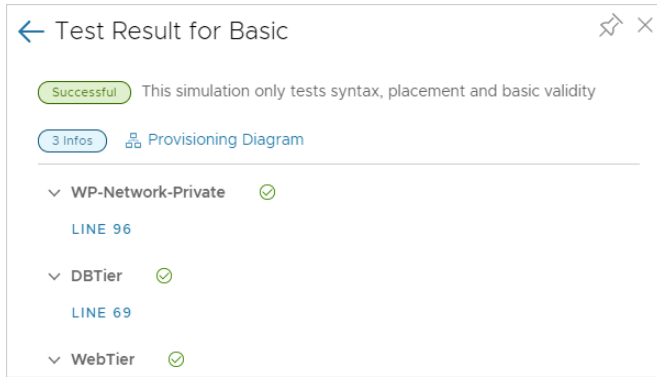 Test Result for Basic
Successful This simulation only tests syntax, placement and basic validity
3 Infos Provisioning Diagram
WP-Network-Private
LINE 96
DBTier
LINE 69
WebTier